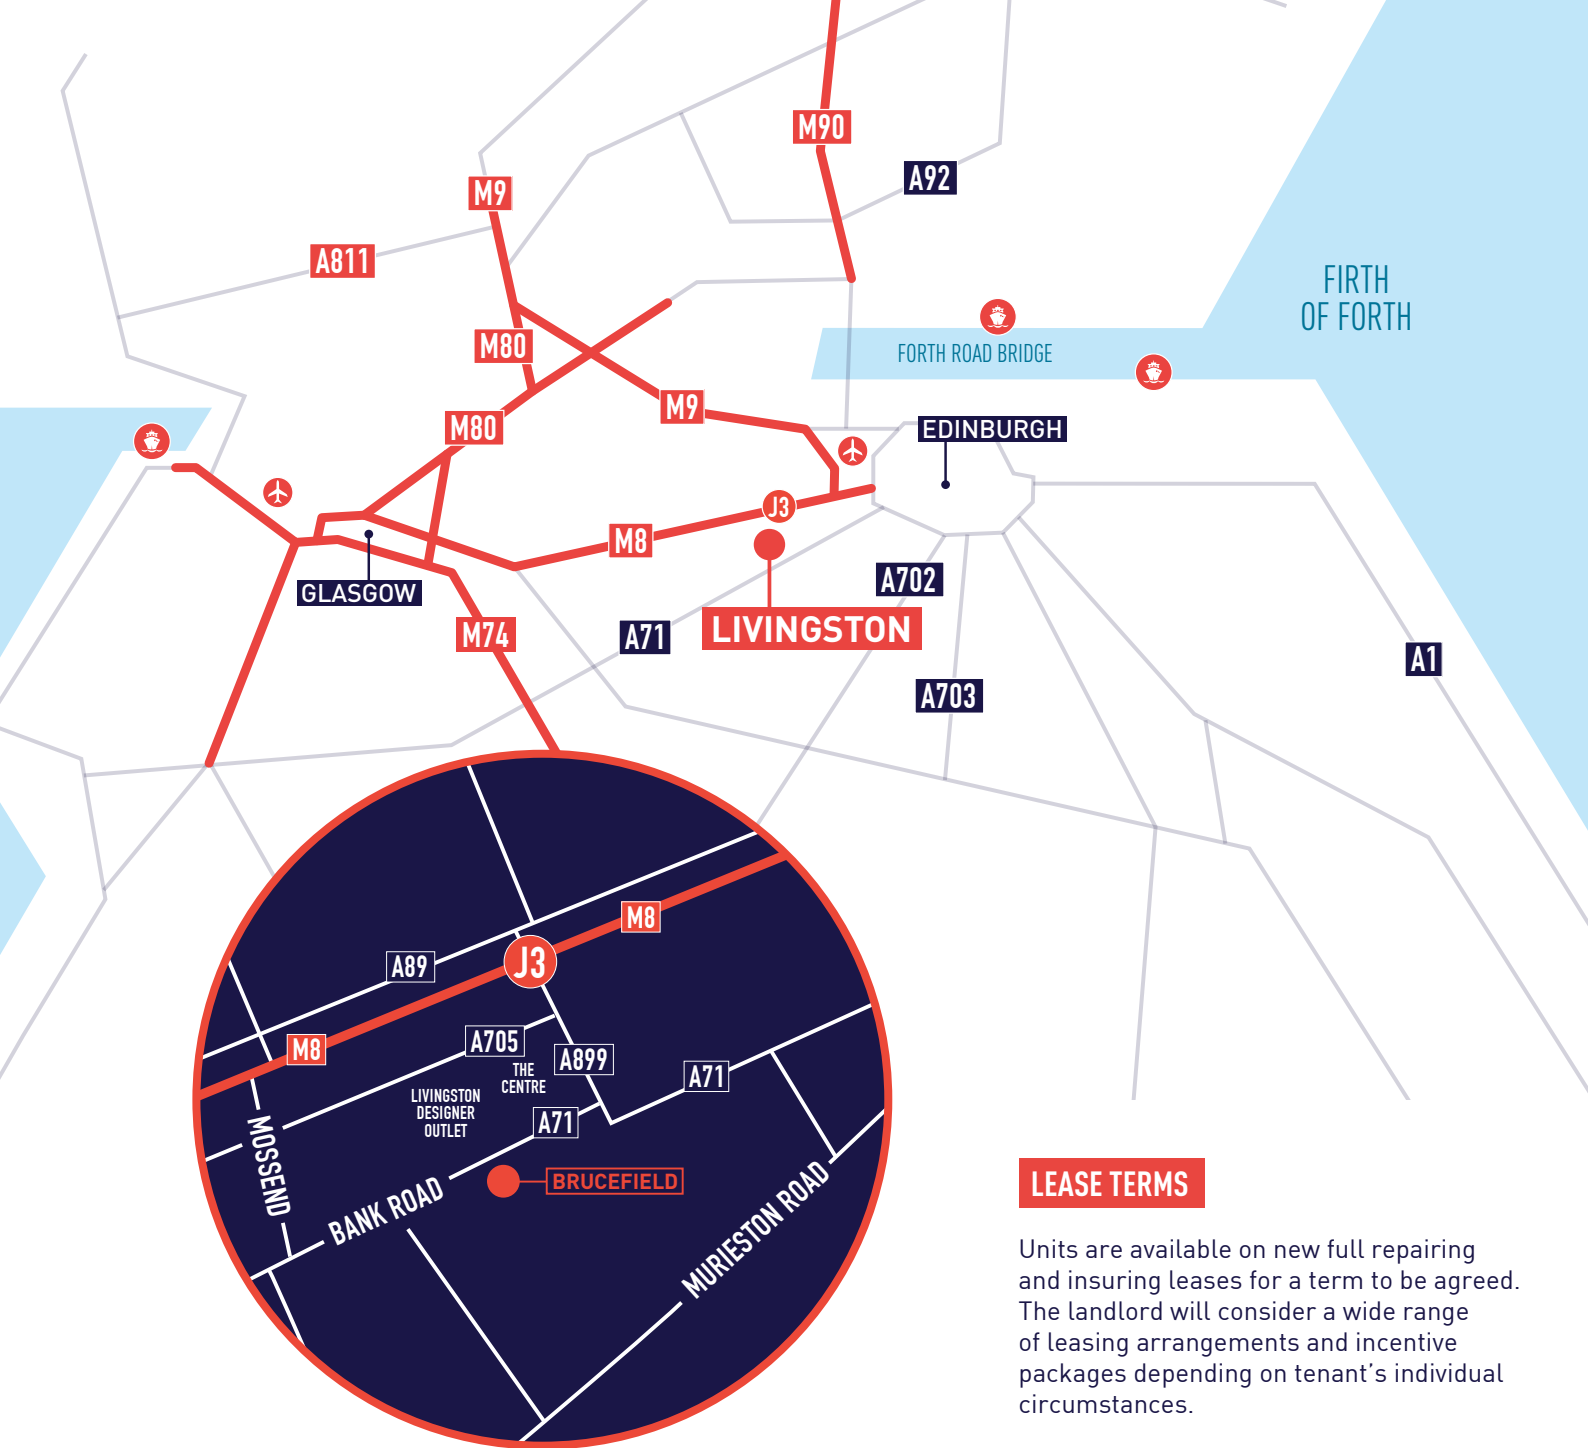 M90
A92
M9
A811
FIRTH
OF FORTH
M80
FORTH ROAD BRIDGE
M9
M80
EDINBURGH
J3
M8
GLASGOW
A702
LIVINGSTON
M74
A71
A1
A703
M8
J3
A89
A705
M8
A899
THE
CENTRE
A71
LIVINGSTON
DESIGNER
OUTLET
A71
MOSSEND
BRUCEFIELD
BANK ROAD
MURIESTON ROAD
LEASE TERMS
Units are available on new full repairing
and insuring leases for a term to be agreed.
The landlord will consider a wide range
of leasing arrangements and incentive
packages depending on tenant’s individual
circumstances.